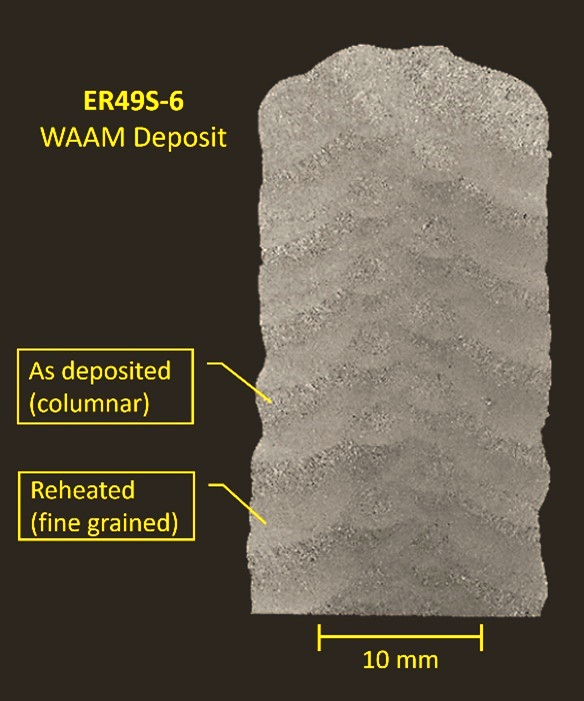 ER49S-6
WAAM Deposit
As deposited
(columnar)
Reheated
(fine grained)
10 mm